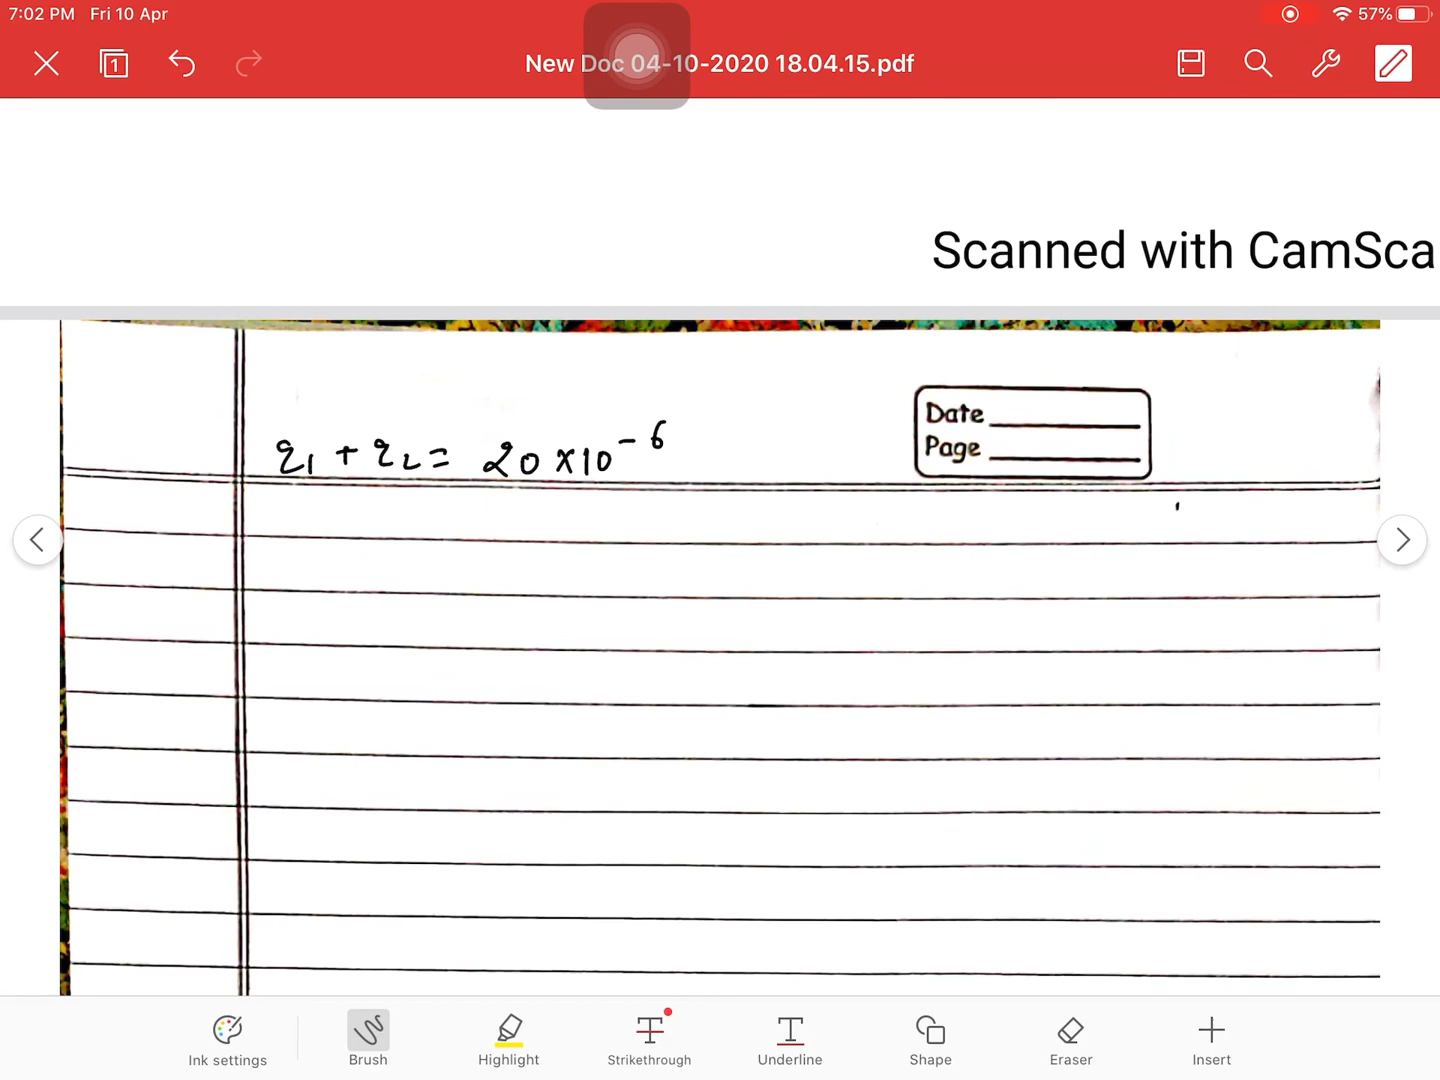 7:02 PM Fri 10 Apr 57%
1
New Doc 04-10-2020 18.04.15.pdf
Scanned with CamSca
Date
Page
q₁ + q₂ = 20 × 10⁻⁶
Ink settings Brush Highlight Strikethrough Underline Shape Eraser Insert